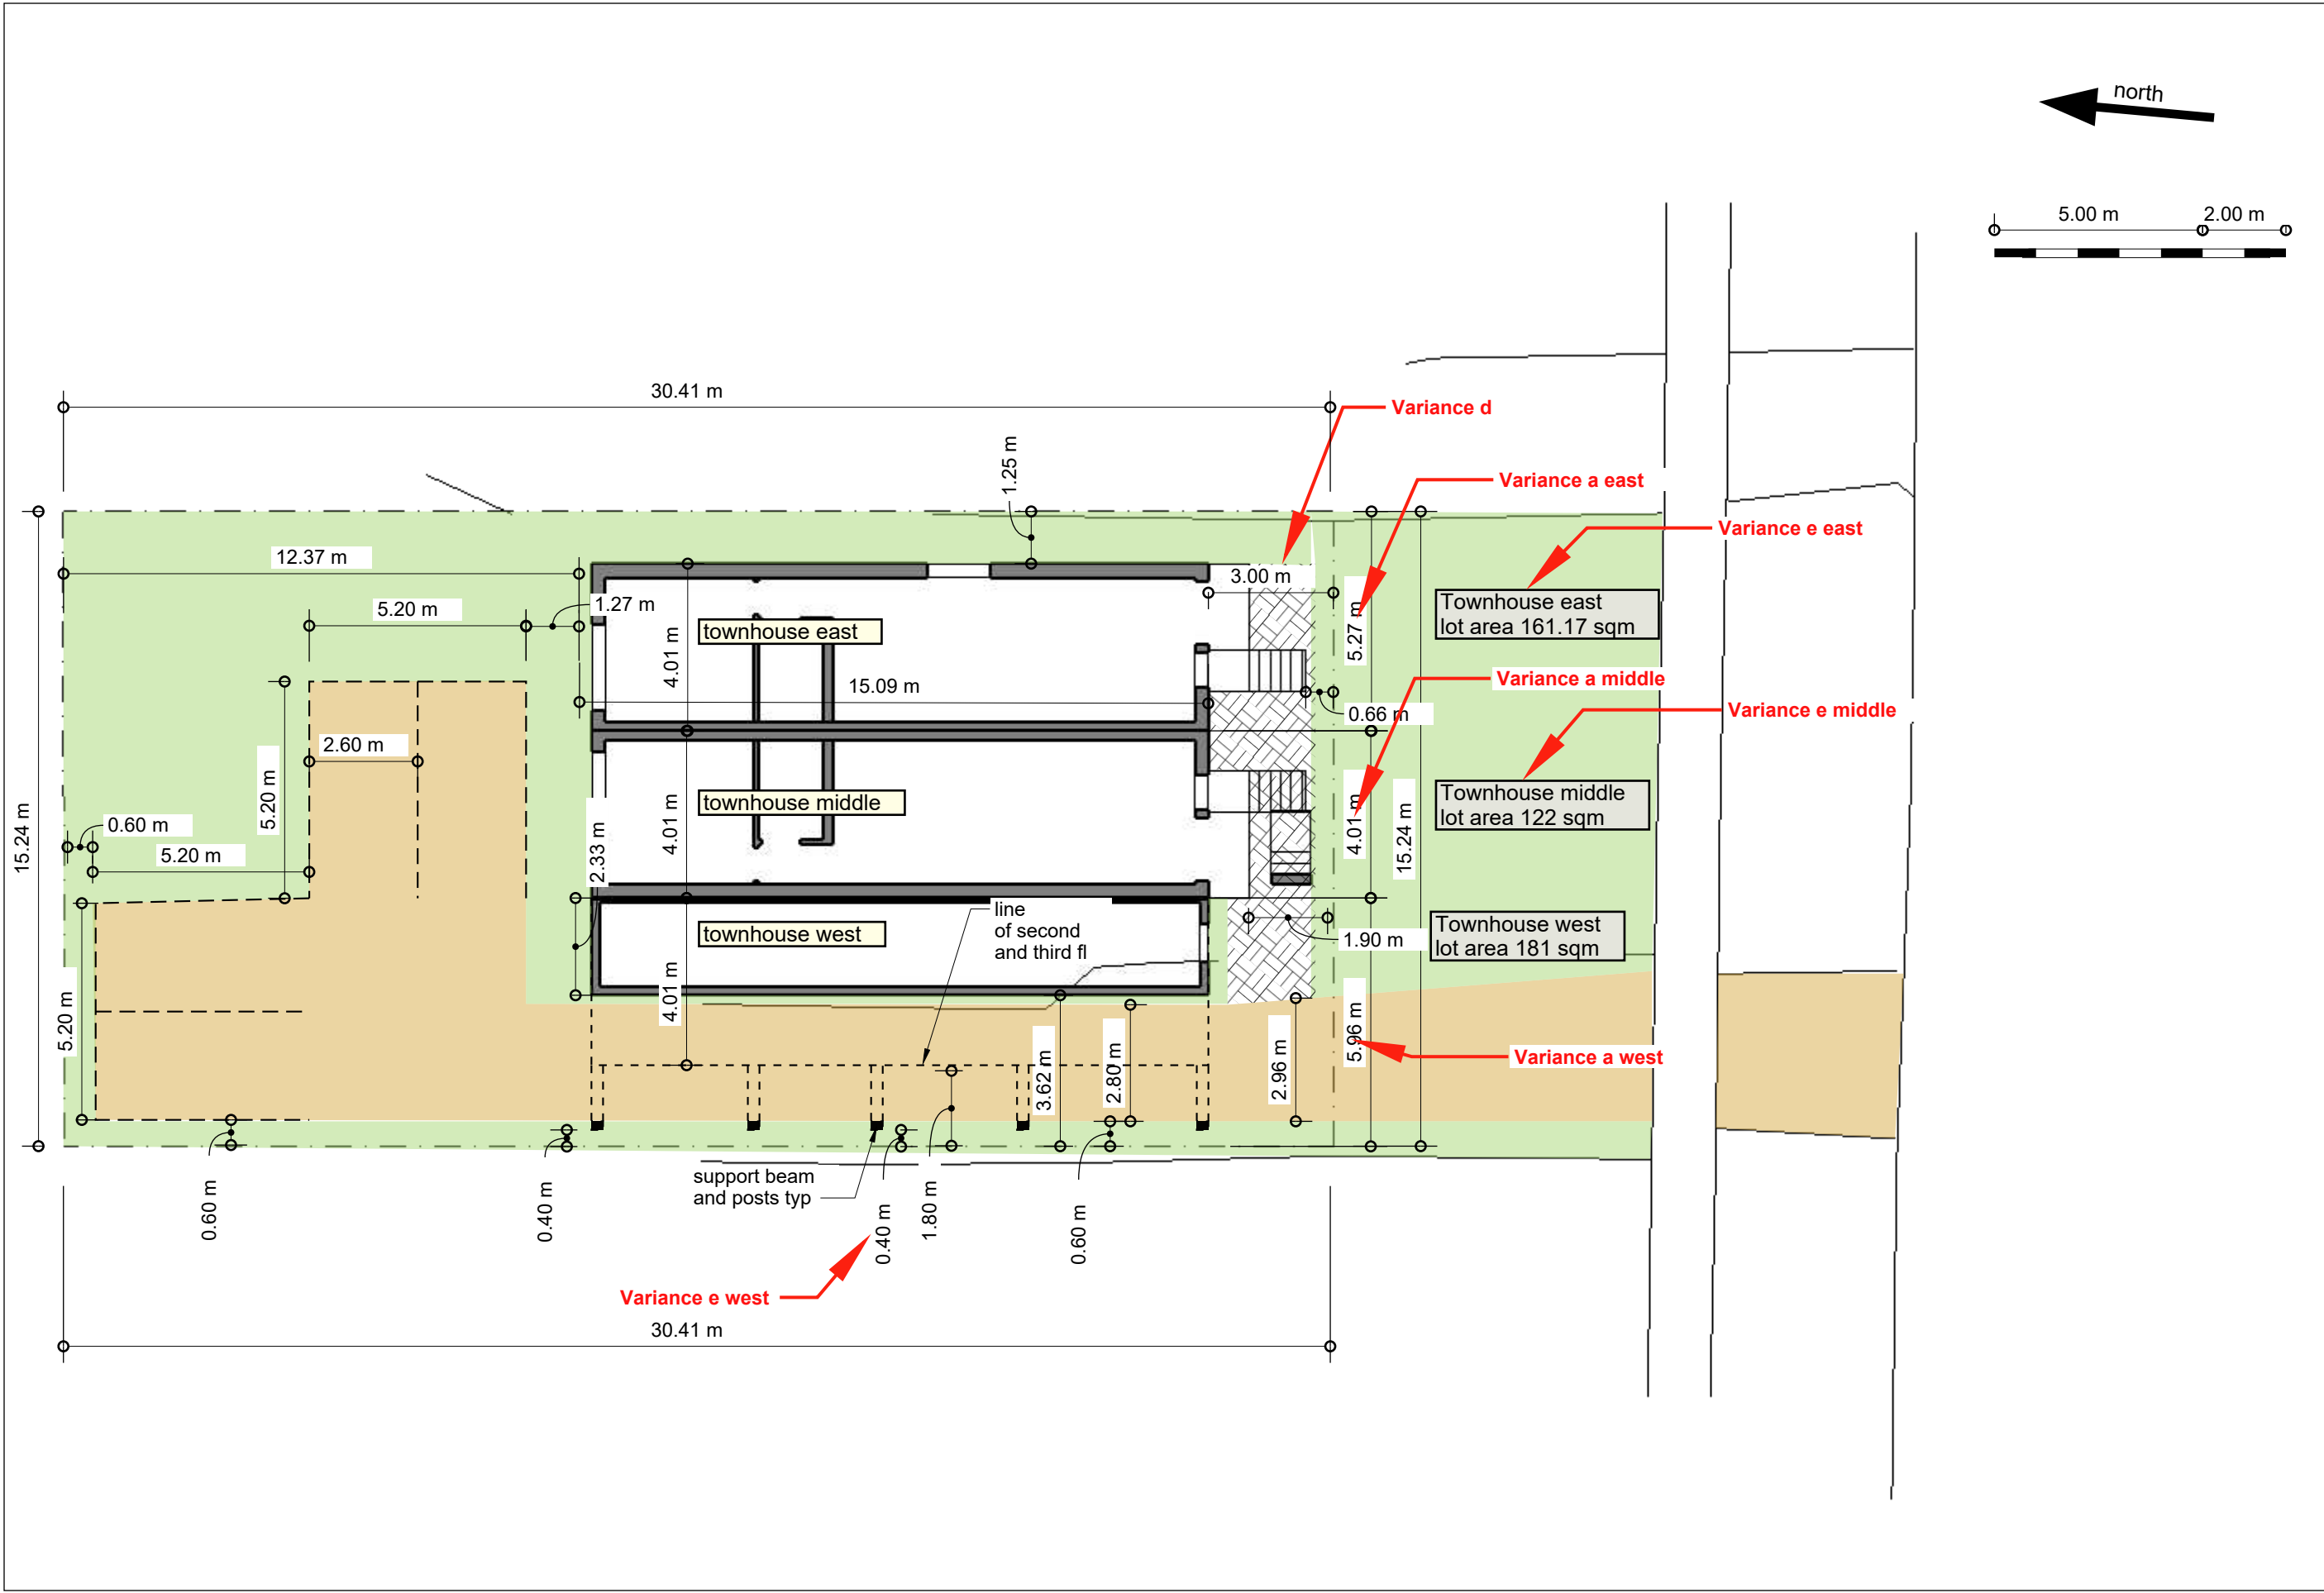 north
5.00 m
2.00 m
30.41 m
Variance d
1.25 m
Variance a east
Variance e east
12.37 m
3.00 m
5.20 m
1.27 m
5.27 m
Townhouse east
lot area 161.17 sqm
townhouse east
4.01 m
15.09 m
Variance a middle
0.66 m
Variance e middle
2.60 m
5.20 m
15.24 m
0.60 m
5.20 m
2.33 m
4.01 m
townhouse middle
4.01 m
15.24 m
Townhouse middle
lot area 122 sqm
line
of second
and third fl
townhouse west
1.90 m
Townhouse west
lot area 181 sqm
5.20 m
4.01 m
3.62 m
2.80 m
2.96 m
5.96 m
Variance a west
support beam
and posts typ
0.60 m
0.40 m
0.40 m
1.80 m
0.60 m
Variance e west
30.41 m